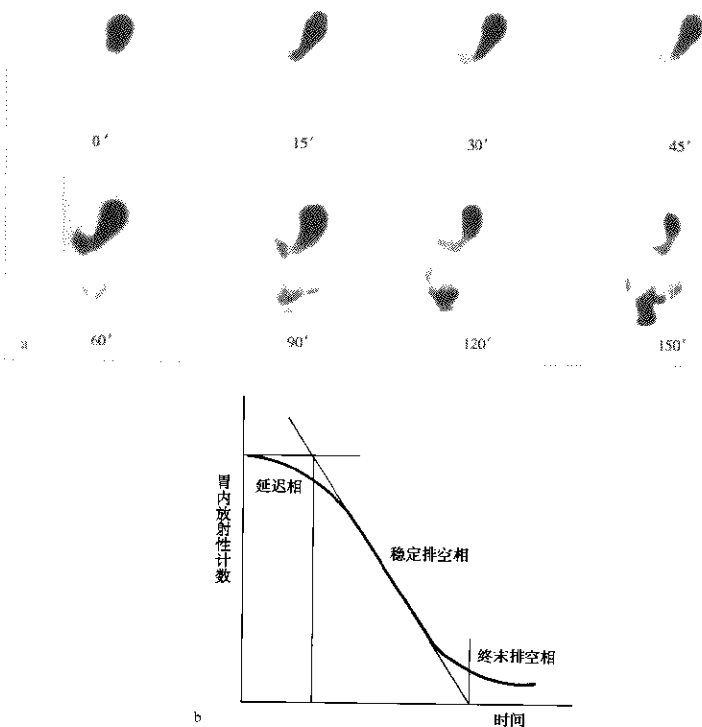 0′ 15′ 30′ 45′
a 60′ 90′ 120′ 150′
胃内放射性计数
延迟相
稳定排空相
终末排空相
b 时间